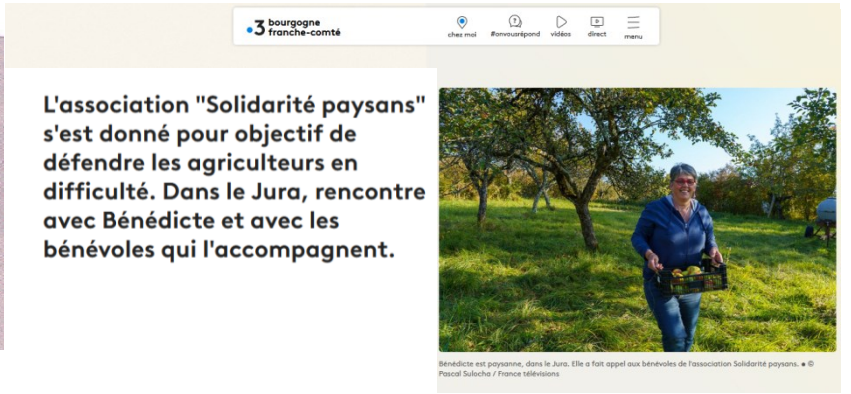 3 bourgogne
franche-comté
chez moi
#onvousrépond
vidéos
direct
menu
L'association "Solidarité paysans"
s'est donné pour objectif de
défendre les agriculteurs en
difficulté. Dans le Jura, rencontre
avec Bénédicte et avec les
bénévoles qui l'accompagnent.
Bénédicte est paysanne, dans le Jura. Elle a fait appel aux bénévoles de l'association Solidarité paysans. • ©
Pascal Sulocha / France télévisions